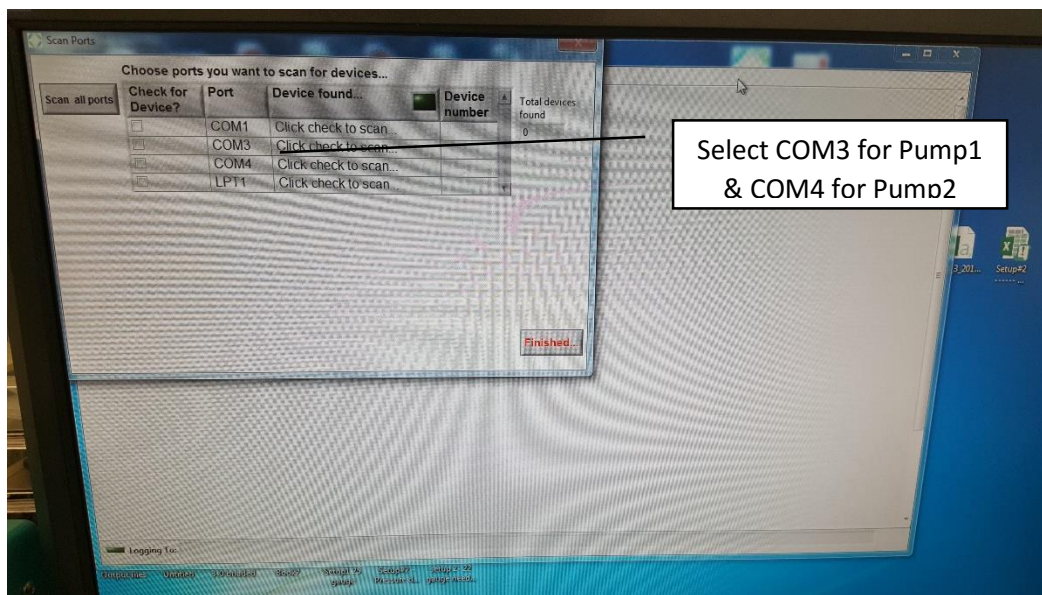 Scan Ports
Choose ports you want to scan for devices...
Scan all ports
Check for Device?
Port
Device found...
Device number
Total devices found
0
COM1 Click check to scan...
COM3 Click check to scan...
COM4 Click check to scan...
LPT1 Click check to scan...
Select COM3 for Pump1
& COM4 for Pump2
3_201...
Setup#2
Finished..
Logging To:
Untitled